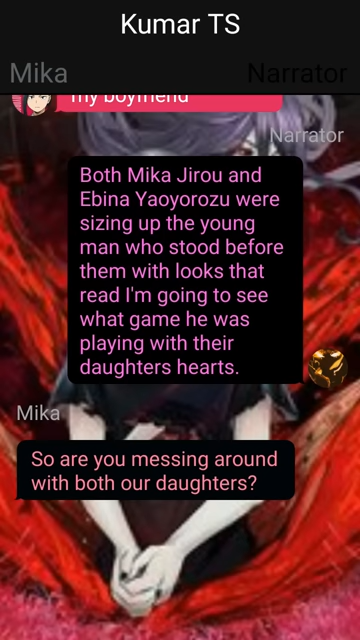 Kumar TS
Mika
Narrator
my boyfriend
Narrator
Both Mika Jirou and
Ebina Yaoyorozu were
sizing up the young
man who stood before
them with looks that
read I'm going to see
what game he was
playing with their
daughters hearts.
Mika
So are you messing around
with both our daughters?